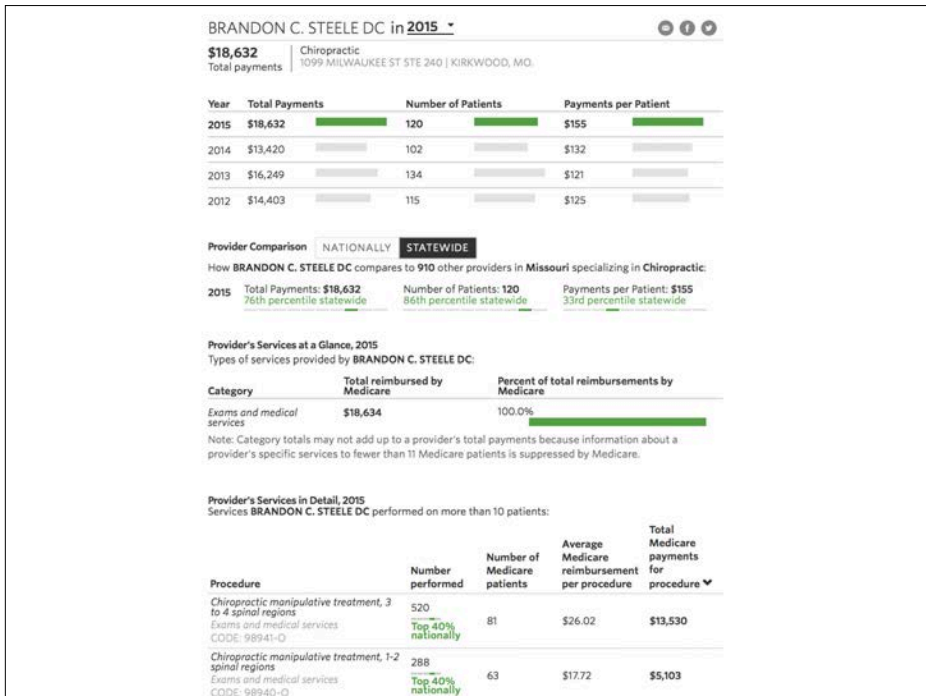 BRANDON C. STEELE DC in 2015
$18,632
Total payments
Chiropractic
1099 MILWAUKEE ST STE 240 | KIRKWOOD, MO.
Year Total Payments Number of Patients Payments per Patient
2015 $18,632 120 $155
2014 $13,420 102 $132
2013 $16,249 134 $121
2012 $14,403 115 $125
Provider Comparison NATIONALLY STATEWIDE
How BRANDON C. STEELE DC compares to 910 other providers in Missouri specializing in Chiropractic:
2015 Total Payments: $18,632 Number of Patients: 120 Payments per Patient: $155
76th percentile statewide 86th percentile statewide 33rd percentile statewide
Provider's Services at a Glance, 2015
Types of services provided by BRANDON C. STEELE DC:
Category Total reimbursed by Medicare Percent of total reimbursements by Medicare
Exams and medical services $18,634 100.0%
Note: Category totals may not add up to a provider's total payments because information about a
provider's specific services to fewer than 11 Medicare patients is suppressed by Medicare.
Provider's Services in Detail, 2015
Services BRANDON C. STEELE DC performed on more than 10 patients:
Procedure Number performed Number of Medicare patients Average Medicare reimbursement per procedure Total Medicare payments for procedure
Chiropractic manipulative treatment, 3 to 4 spinal regions
Exams and medical services
CODE: 98941-O
520
Top 40% nationally
81 $26.02 $13,530
Chiropractic manipulative treatment, 1-2 spinal regions
Exams and medical services
CODE: 98940-O
288
Top 40% nationally
63 $17.72 $5,103